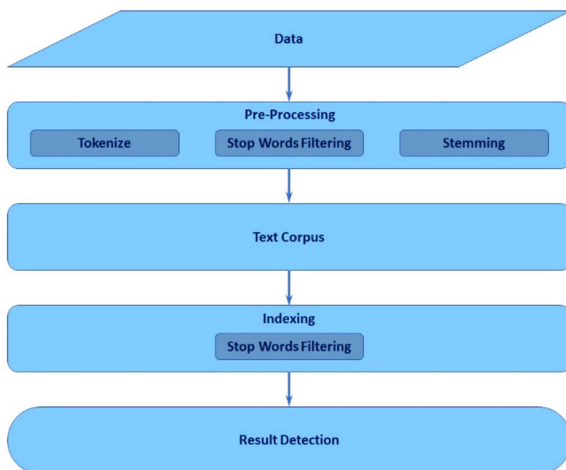 Data
Pre-Processing
Tokenize
Stop Words Filtering
Stemming
Text Corpus
Indexing
Stop Words Filtering
Result Detection